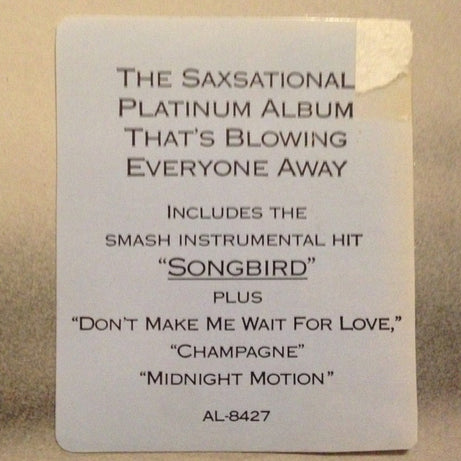 The Saxsational
Platinum Album
That's Blowing
Everyone Away
Includes the
smash instrumental hit
"Songbird"
plus
"Don't Make Me Wait For Love,"
"Champagne"
"Midnight Motion"
AL-8427